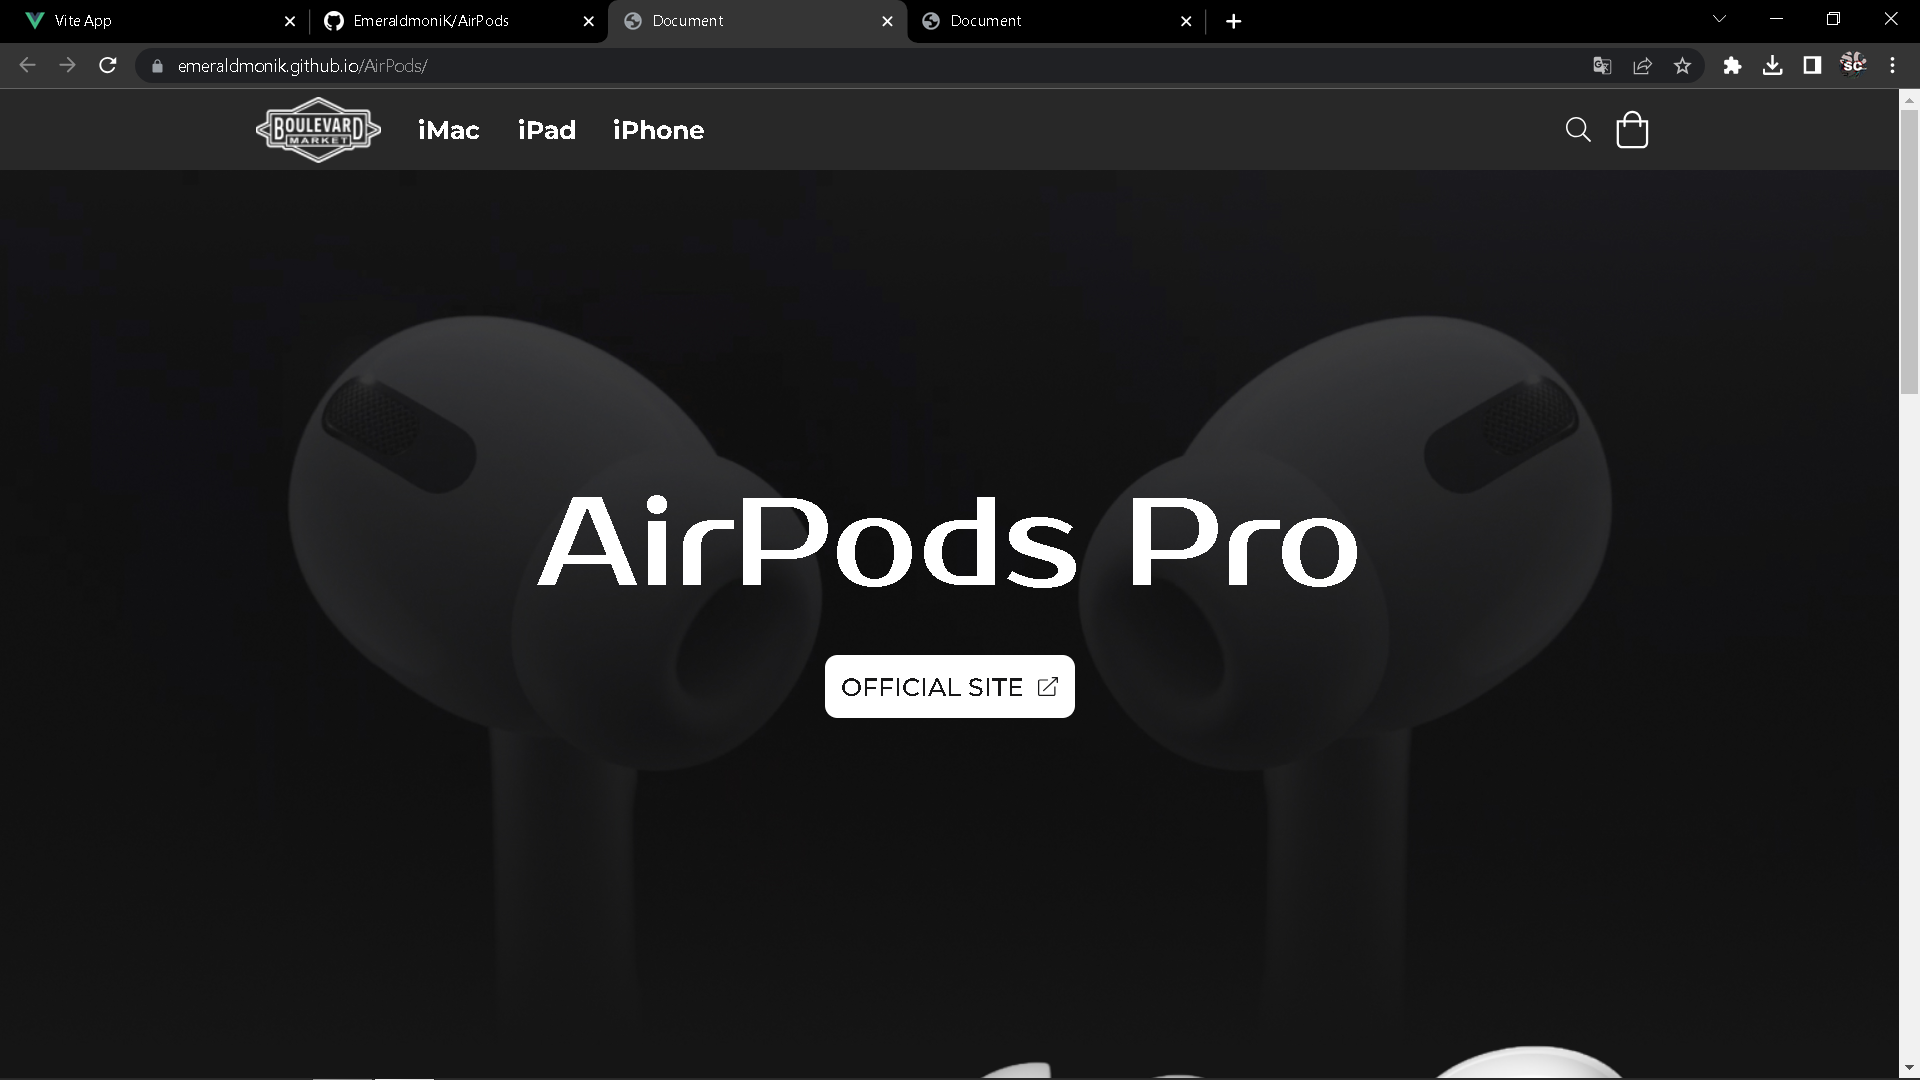 Vite App
EmeraldmoniK/AirPods
Document
Document
emeraldmonik.github.io/AirPods/
BOULEVARD
MARKET
iMac
iPad
iPhone
AirPods Pro
OFFICIAL SITE